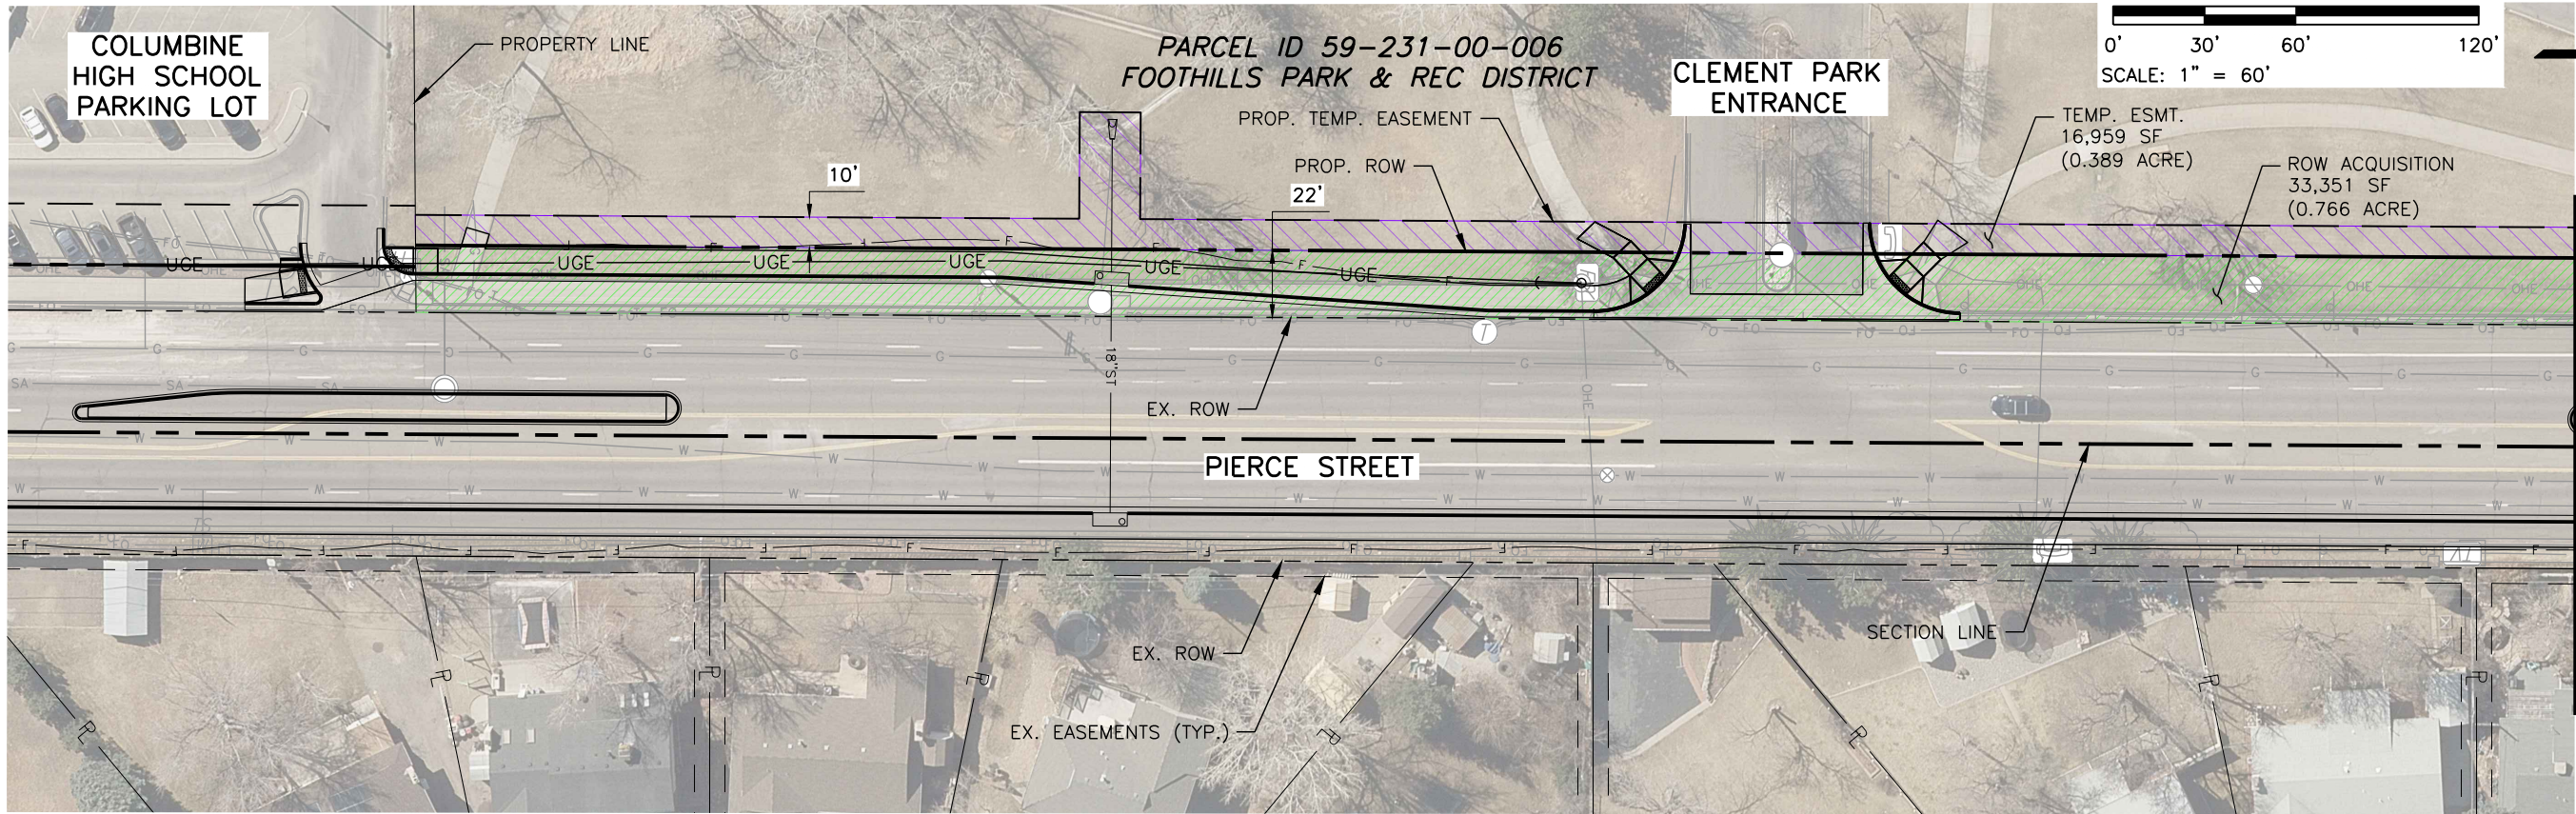 COLUMBINE
HIGH SCHOOL
PARKING LOT
PROPERTY LINE
PARCEL ID 59-231-00-006
FOOTHILLS PARK & REC DISTRICT
CLEMENT PARK
ENTRANCE
0' 30' 60' 120'
SCALE: 1" = 60'
PROP. TEMP. EASEMENT
PROP. ROW
TEMP. ESMT.
16,959 SF
(0.389 ACRE)
ROW ACQUISITION
33,351 SF
(0.766 ACRE)
10'
22'
UGE UGE UGE UGE UGE UGE
18"ST
EX. ROW
PIERCE STREET
SECTION LINE
EX. ROW
EX. EASEMENTS (TYP.)